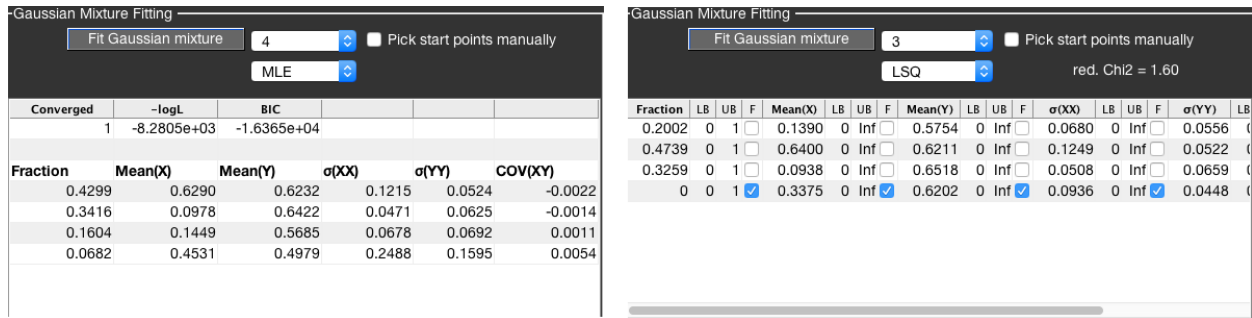 Gaussian Mixture Fitting
Fit Gaussian mixture 4 Pick start points manually
MLE
Converged -logL BIC
1 -8.2805e+03 -1.6365e+04
Fraction Mean(X) Mean(Y) σ(XX) σ(YY) COV(XY)
0.4299 0.6290 0.6232 0.1215 0.0524 -0.0022
0.3416 0.0978 0.6422 0.0471 0.0625 -0.0014
0.1604 0.1449 0.5685 0.0678 0.0692 0.0011
0.0682 0.4531 0.4979 0.2488 0.1595 0.0054
Gaussian Mixture Fitting
Fit Gaussian mixture 3 Pick start points manually
LSQ red. Chi2 = 1.60
Fraction LB UB F Mean(X) LB UB F Mean(Y) LB UB F σ(XX) LB UB F σ(YY) LB
0.2002 0 1 0.1390 0 Inf 0.5754 0 Inf 0.0680 0 Inf 0.0556
0.4739 0 1 0.6400 0 Inf 0.6211 0 Inf 0.1249 0 Inf 0.0522
0.3259 0 1 0.0938 0 Inf 0.6518 0 Inf 0.0508 0 Inf 0.0659
0 0 1 0.3375 0 Inf 0.6202 0 Inf 0.0936 0 Inf 0.0448